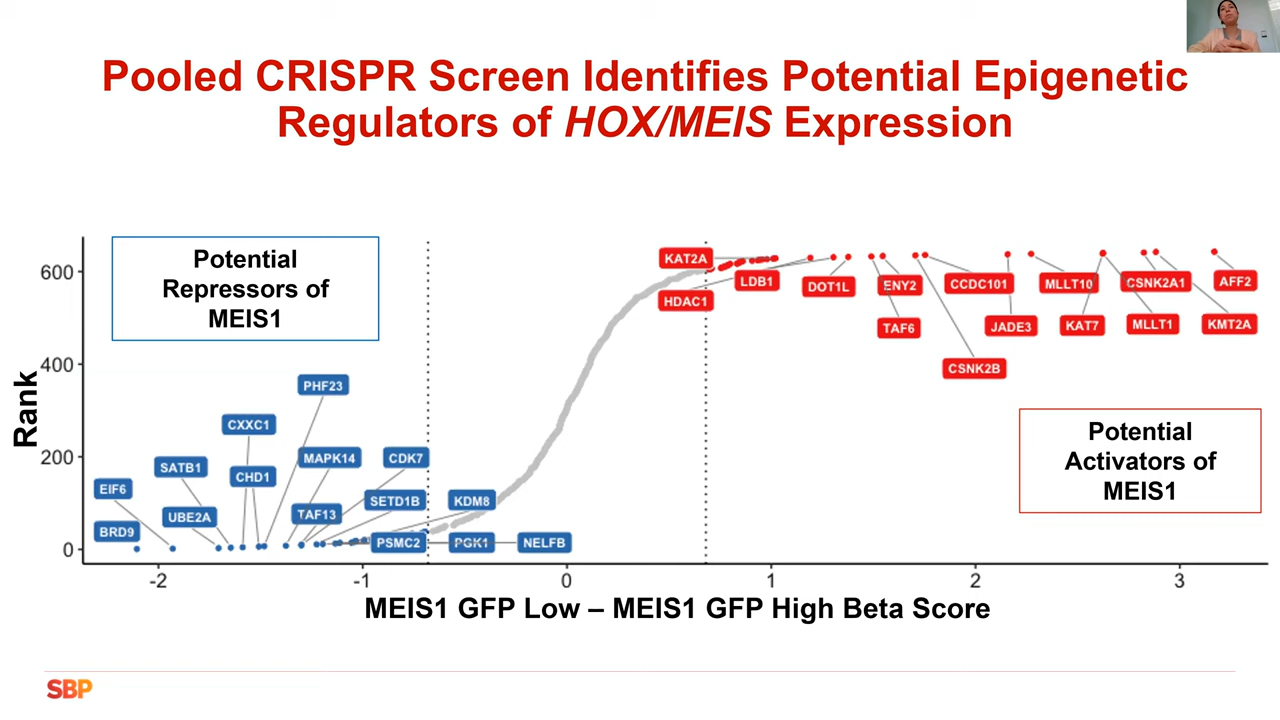 Pooled CRISPR Screen Identifies Potential Epigenetic
Regulators of HOX/MEIS Expression
Potential
Repressors of
MEIS1
Potential
Activators of
MEIS1
Rank
600
400
200
0
-2
-1
0
1
2
3
MEIS1 GFP Low – MEIS1 GFP High Beta Score
KAT2A
HDAC1
LDB1
DOT1L
ENY2
TAF6
CCDC101
CSNK2B
JADE3
MLLT10
KAT7
CSNK2A1
MLLT1
AFF2
KMT2A
PHF23
CXXC1
SATB1
CHD1
MAPK14
CDK7
EIF6
UBE2A
TAF13
SETD1B
KDM8
BRD9
PSMC2
PGK1
NELFB
SBP